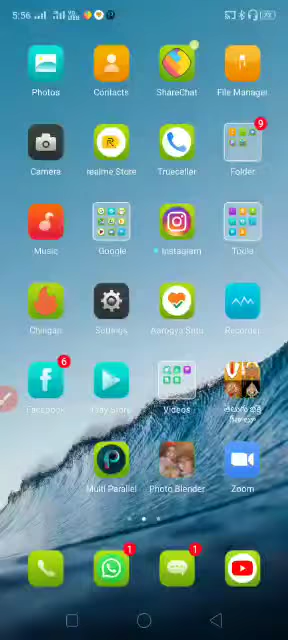 5:56
Photos
Contacts
ShareChat
File Manager
9
Camera
realme Store
Truecaller
Folder
Music
Google
Instagram
Tools
Chingari
Settings
Aarogya Setu
Recorder
6
Facebook
Play Store
Videos
Multi Parallel
Photo Blender
Zoom
1
1